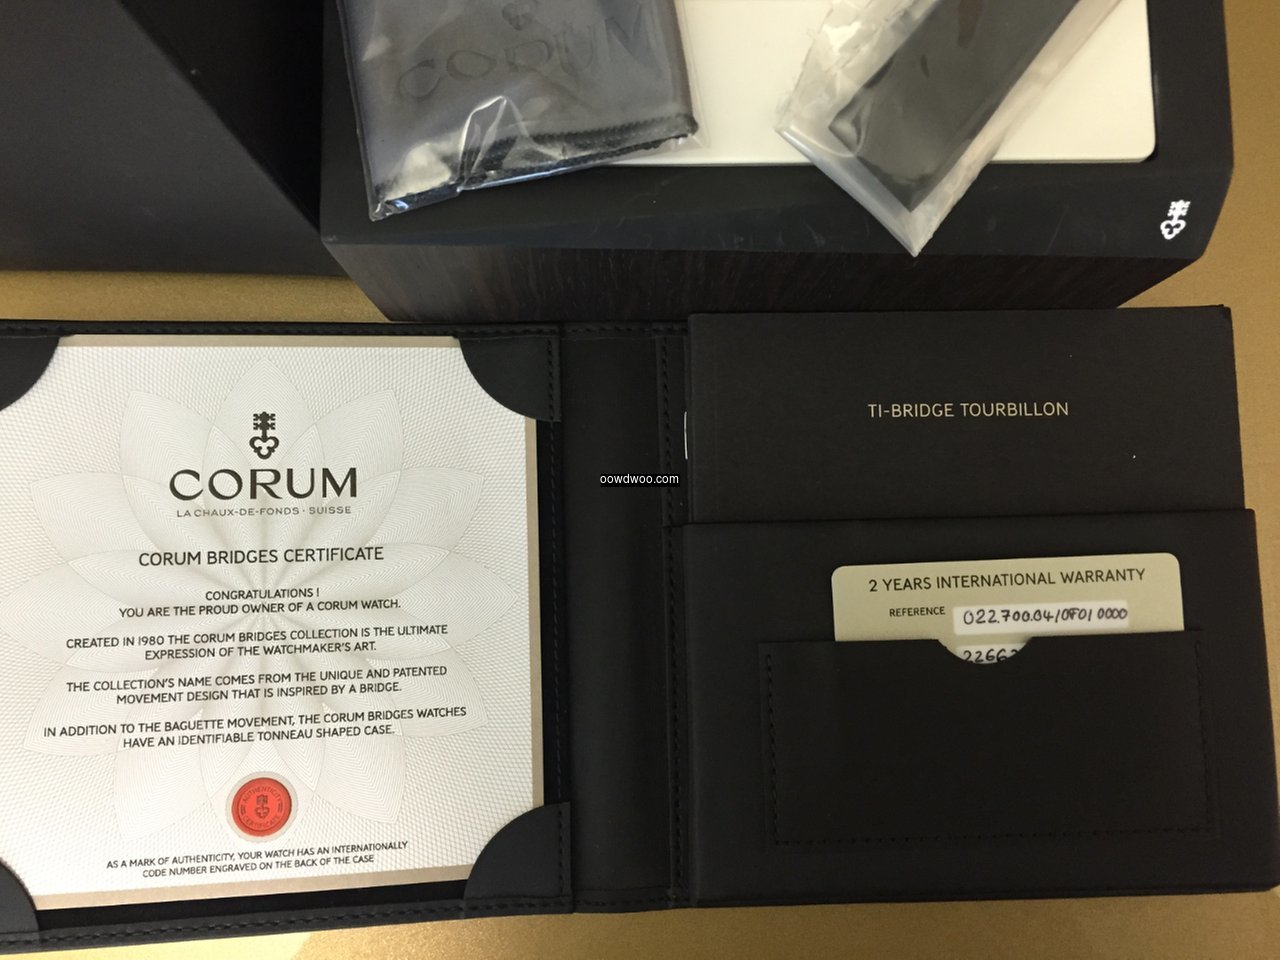 CORUM
CORUM
LA CHAUX-DE-FONDS · SUISSE
CORUM BRIDGES CERTIFICATE
CONGRATULATIONS !
YOU ARE THE PROUD OWNER OF A CORUM WATCH.
CREATED IN 1980 THE CORUM BRIDGES COLLECTION IS THE ULTIMATE
EXPRESSION OF THE WATCHMAKER'S ART.
THE COLLECTION'S NAME COMES FROM THE UNIQUE AND PATENTED
MOVEMENT DESIGN THAT IS INSPIRED BY A BRIDGE.
IN ADDITION TO THE BAGUETTE MOVEMENT, THE CORUM BRIDGES WATCHES
HAVE AN IDENTIFIABLE TONNEAU SHAPED CASE.
AUTHENTICITY
CERTIFICATE
AS A MARK OF AUTHENTICITY, YOUR WATCH HAS AN INTERNATIONALLY
CODE NUMBER ENGRAVED ON THE BACK OF THE CASE
oowdwoo.com
TI-BRIDGE TOURBILLON
2 YEARS INTERNATIONAL WARRANTY
REFERENCE 022.700.04/0F01 0000